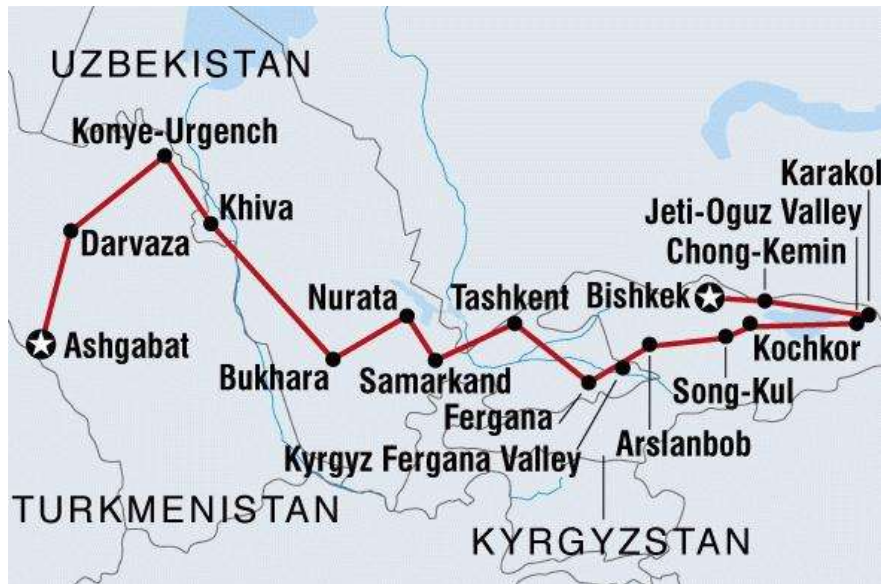 UZBEKISTAN
Konye-Urgench
Karakol
Khiva
Jeti-Oguz Valley
Darvaza
Chong-Kemin
Nurata
Tashkent
Bishkek
Ashgabat
Bukhara
Samarkand
Kochkor
Fergana
Song-Kul
Kyrgyz Fergana Valley
Arslanbob
TURKMENISTAN
KYRGYZSTAN